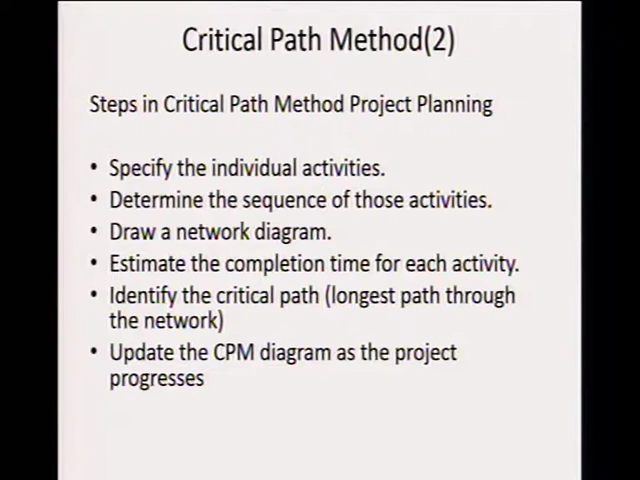 Critical Path Method(2)
Steps in Critical Path Method Project Planning
• Specify the individual activities.
• Determine the sequence of those activities.
• Draw a network diagram.
• Estimate the completion time for each activity.
• Identify the critical path (longest path through
the network)
• Update the CPM diagram as the project
progresses